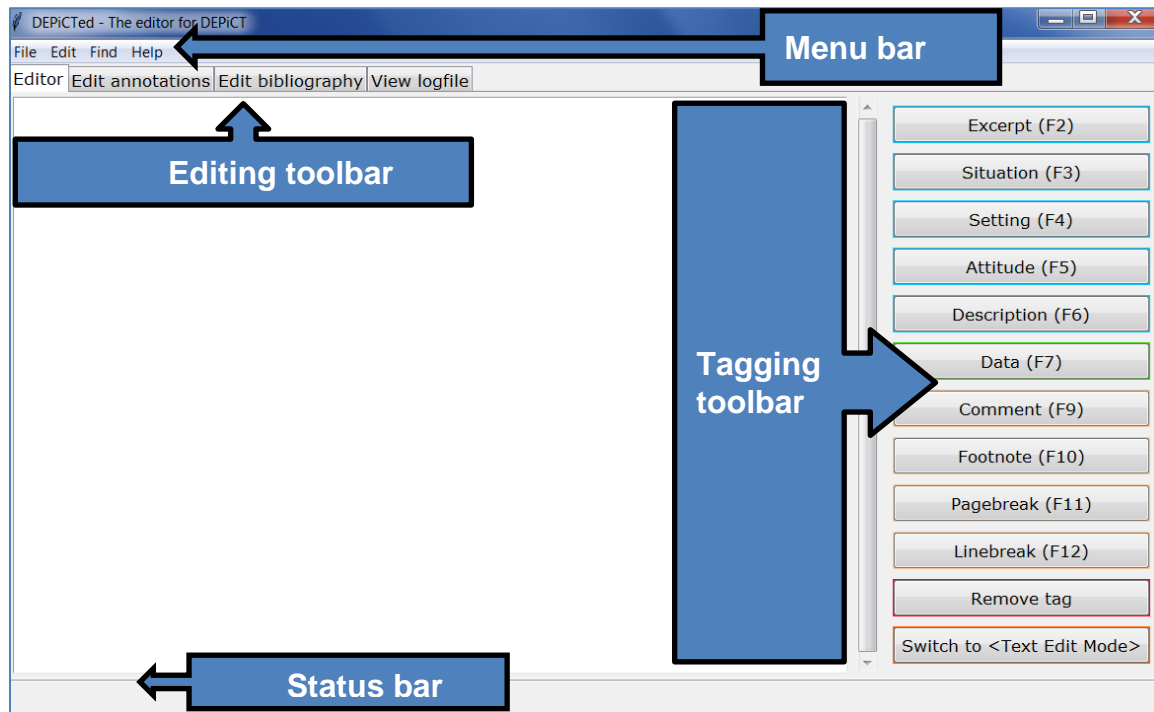 DEPiCTed - The editor for DEPiCT
File Edit Find Help
Menu bar
Editor Edit annotations Edit bibliography View logfile
Editing toolbar
Tagging
toolbar
Excerpt (F2)
Situation (F3)
Setting (F4)
Attitude (F5)
Description (F6)
Data (F7)
Comment (F9)
Footnote (F10)
Pagebreak (F11)
Linebreak (F12)
Remove tag
Switch to <Text Edit Mode>
Status bar